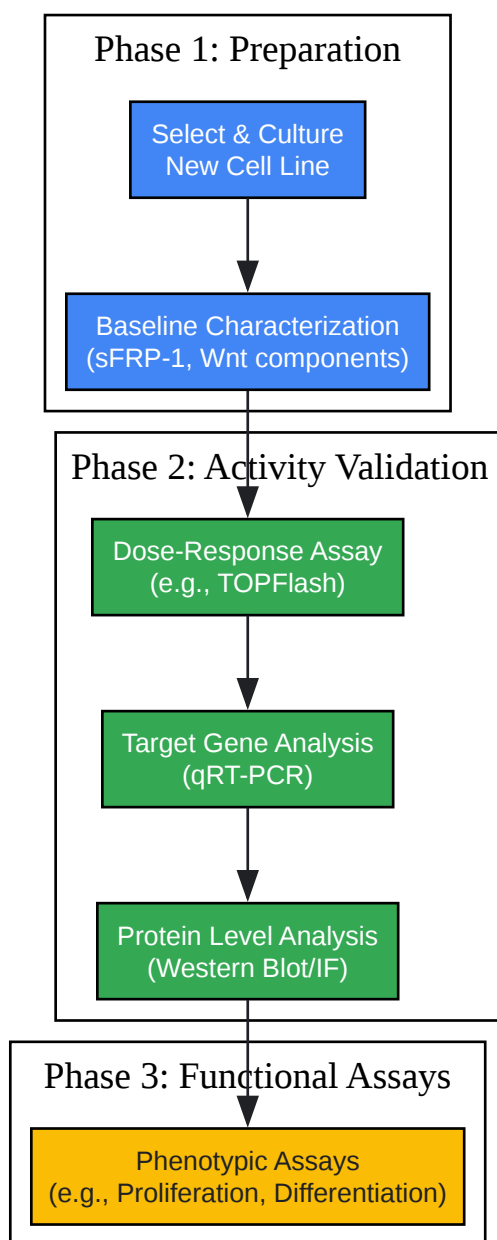 Phase 1: Preparation
Select & Culture
New Cell Line
Baseline Characterization
(sFRP-1, Wnt components)
Phase 2: Activity Validation
Dose-Response Assay
(e.g., TOPFlash)
Target Gene Analysis
(qRT-PCR)
Protein Level Analysis
(Western Blot/IF)
Phase 3: Functional Assays
Phenotypic Assays
(e.g., Proliferation, Differentiation)